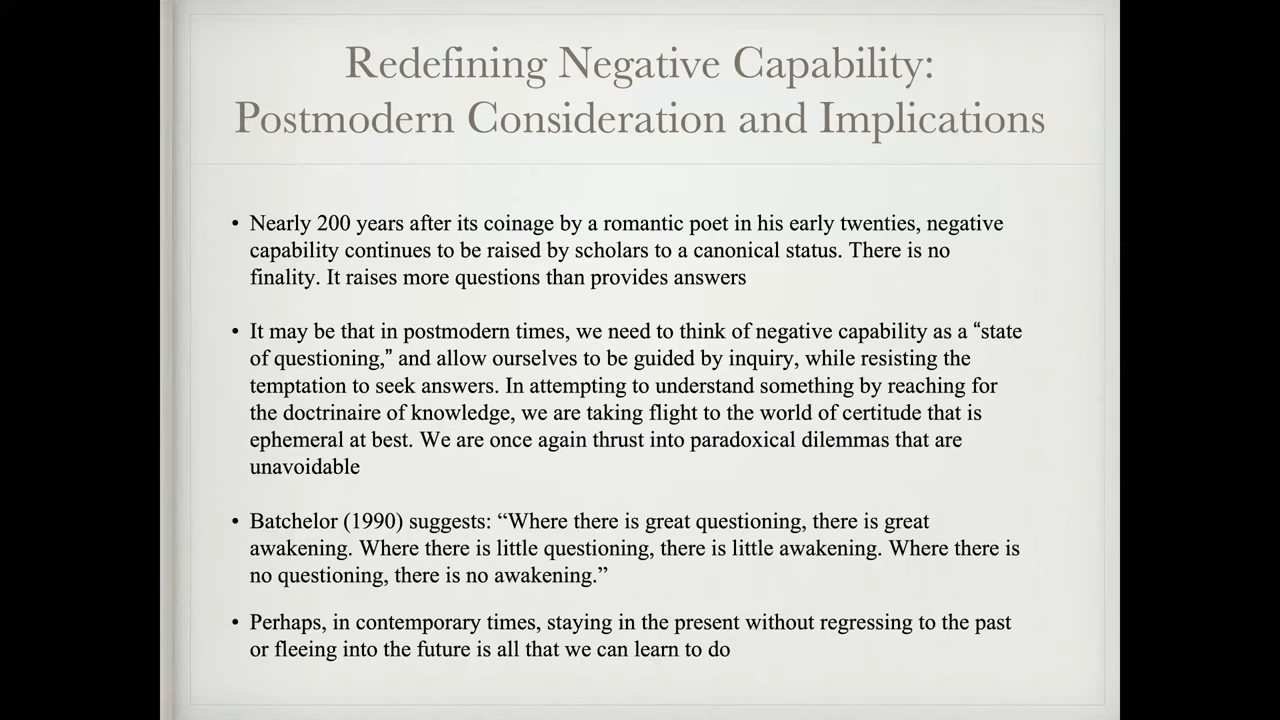 Redefining Negative Capability:
Postmodern Consideration and Implications
• Nearly 200 years after its coinage by a romantic poet in his early twenties, negative
capability continues to be raised by scholars to a canonical status. There is no
finality. It raises more questions than provides answers
• It may be that in postmodern times, we need to think of negative capability as a “state
of questioning,” and allow ourselves to be guided by inquiry, while resisting the
temptation to seek answers. In attempting to understand something by reaching for
the doctrinaire of knowledge, we are taking flight to the world of certitude that is
ephemeral at best. We are once again thrust into paradoxical dilemmas that are
unavoidable
• Batchelor (1990) suggests: “Where there is great questioning, there is great
awakening. Where there is little questioning, there is little awakening. Where there is
no questioning, there is no awakening.”
• Perhaps, in contemporary times, staying in the present without regressing to the past
or fleeing into the future is all that we can learn to do